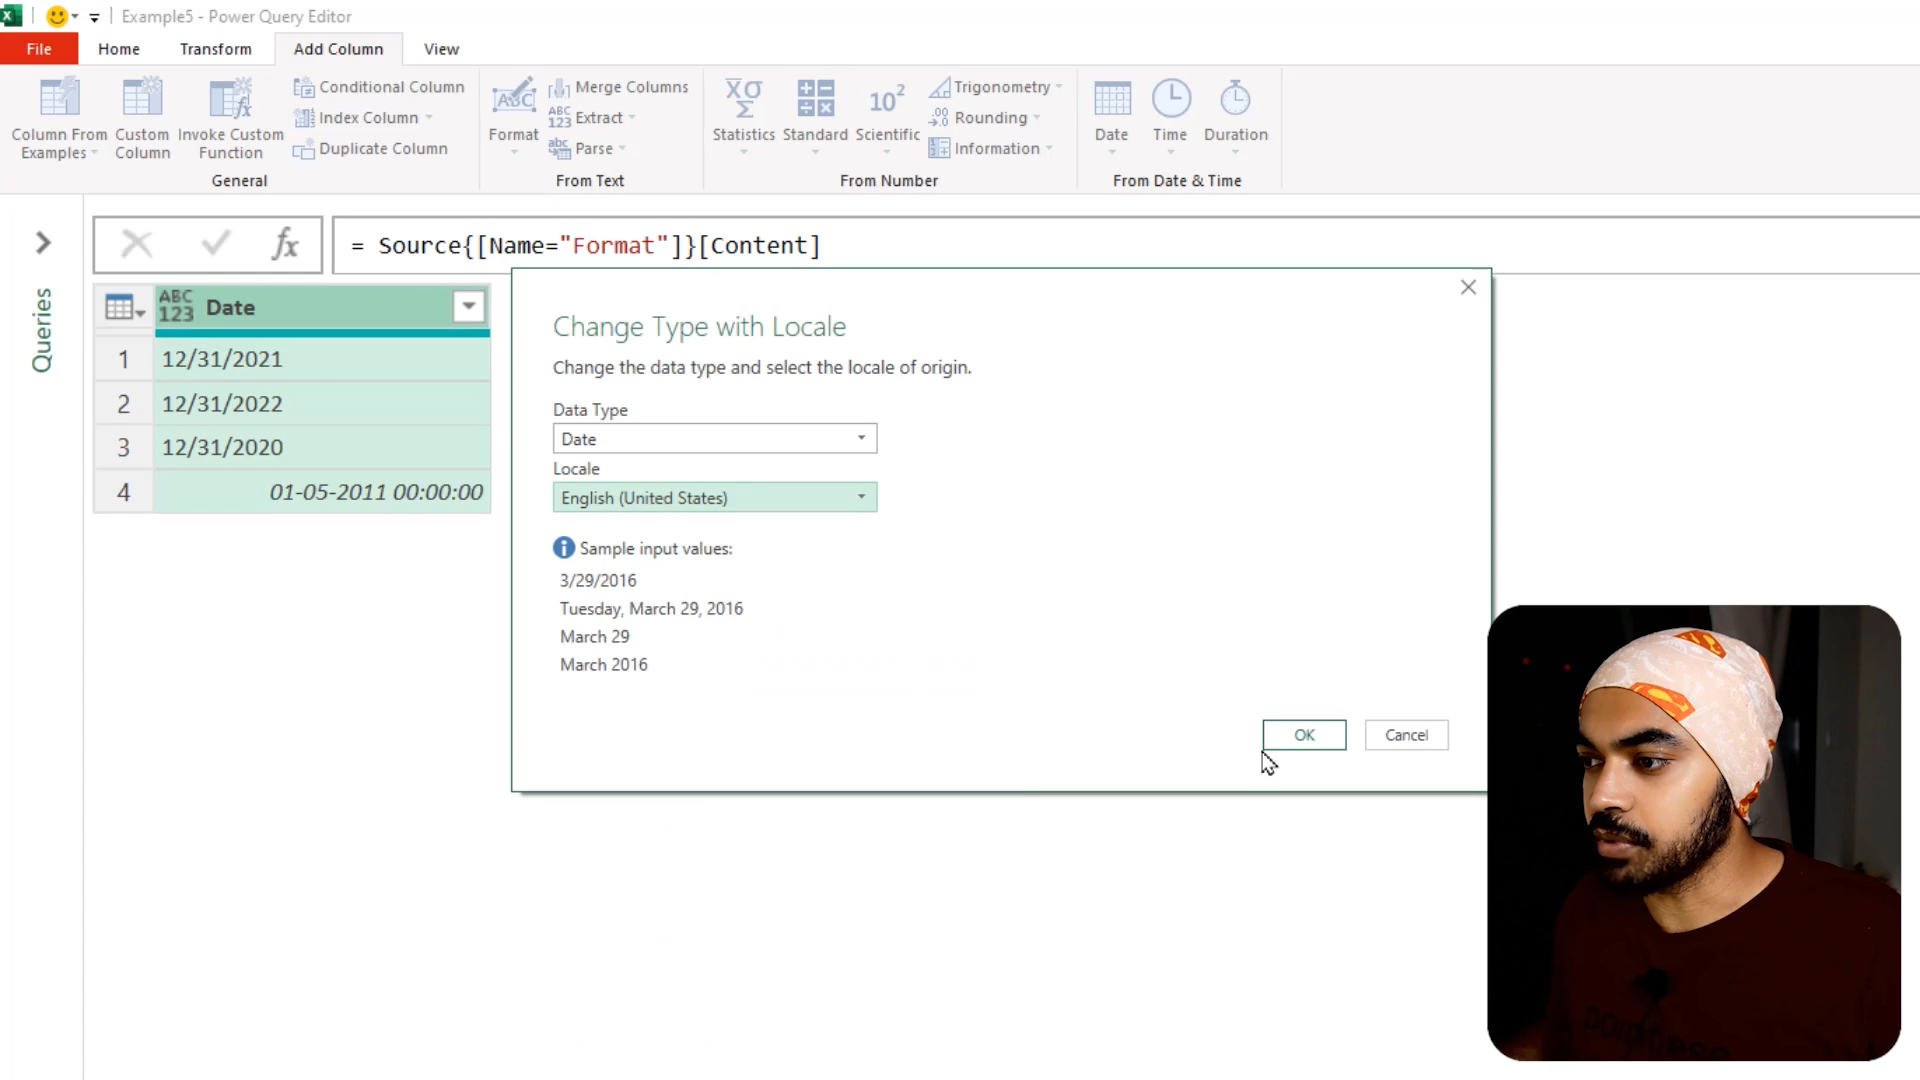 Example5 - Power Query Editor
File Home Transform Add Column View
Column From Examples
Custom Column
Invoke Custom Function
Conditional Column
Index Column
Duplicate Column
General
Format
Merge Columns
Extract
Parse
From Text
Statistics
Standard
Scientific
Trigonometry
Rounding
Information
From Number
Date
Time
Duration
From Date & Time
= Source{[Name="Format"]}[Content]
Queries
ABC 123 Date
1 12/31/2021
2 12/31/2022
3 12/31/2020
4 01-05-2011 00:00:00
Change Type with Locale
Change the data type and select the locale of origin.
Data Type
Date
Locale
English (United States)
Sample input values:
3/29/2016
Tuesday, March 29, 2016
March 29
March 2016
OK Cancel